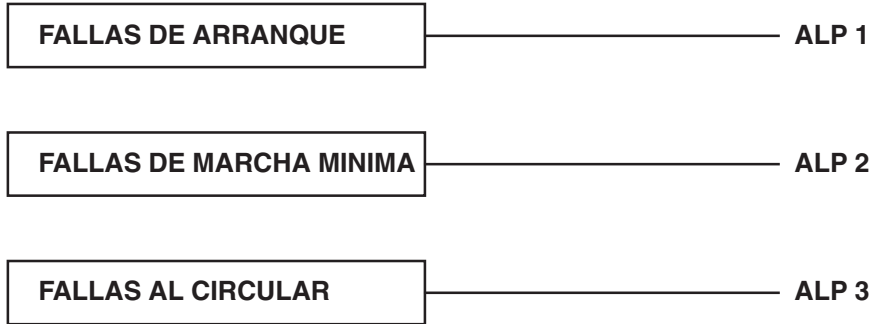 FALLAS DE ARRANQUE ALP 1
FALLAS DE MARCHA MINIMA ALP 2
FALLAS AL CIRCULAR ALP 3